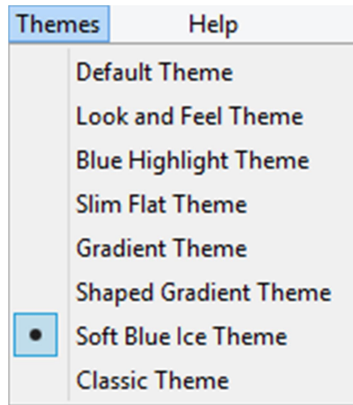 Themes Help
Default Theme
Look and Feel Theme
Blue Highlight Theme
Slim Flat Theme
Gradient Theme
Shaped Gradient Theme
Soft Blue Ice Theme
Classic Theme